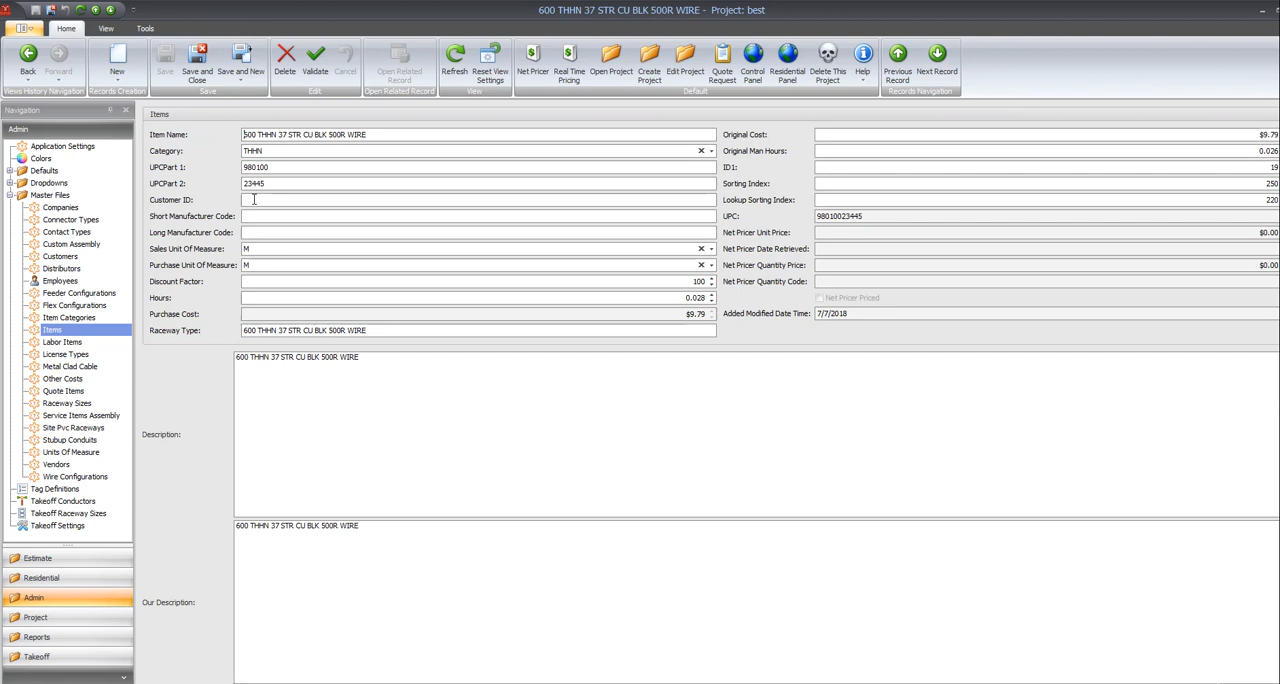 600 THHN 37 STR CU BLK 500R WIRE - Project: best
Home View Tools
Back Forward New Save Save and Close Save and New Delete Validate Cancel Open Related Record Refresh Reset View Settings Net Pricer Real Time Pricing Open Project Create Project Edit Project Quote Request Control Panel Residential Panel Delete This Project Help Previous Record Next Record
Views History Navigation Records Creation Save Edit Open Related Record View Default Records Navigation
Navigation
Admin
Application Settings
Colors
Defaults
Dropdowns
Master Files
Companies
Connector Types
Contact Types
Custom Assembly
Customers
Distributors
Employees
Feeder Configurations
Flex Configurations
Item Categories
Items
Labor Items
License Types
Metal Clad Cable
Other Costs
Quote Items
Raceway Sizes
Service Items Assembly
Site Pvc Raceways
Stubup Conduits
Units Of Measure
Vendors
Wire Configurations
Tag Definitions
Takeoff Conductors
Takeoff Raceway Sizes
Takeoff Settings
Estimate
Residential
Admin
Project
Reports
Takeoff
Items
Item Name: 600 THHN 37 STR CU BLK 500R WIRE
Category: THHN
UPCPart 1: 980100
UPCPart 2: 23445
Customer ID:
Short Manufacturer Code:
Long Manufacturer Code:
Sales Unit Of Measure: M
Purchase Unit Of Measure: M
Discount Factor: 100
Hours: 0.028
Purchase Cost: $9.79
Raceway Type: 600 THHN 37 STR CU BLK 500R WIRE
Original Cost: $9.79
Original Man Hours: 0.026
ID1: 19
Sorting Index: 250
Lookup Sorting Index: 220
UPC: 98010023445
Net Pricer Unit Price: $0.00
Net Pricer Date Retrieved:
Net Pricer Quantity Price: $0.00
Net Pricer Quantity Code:
Net Pricer Priced
Added Modified Date Time: 7/7/2018
600 THHN 37 STR CU BLK 500R WIRE
Description:
600 THHN 37 STR CU BLK 500R WIRE
Our Description: